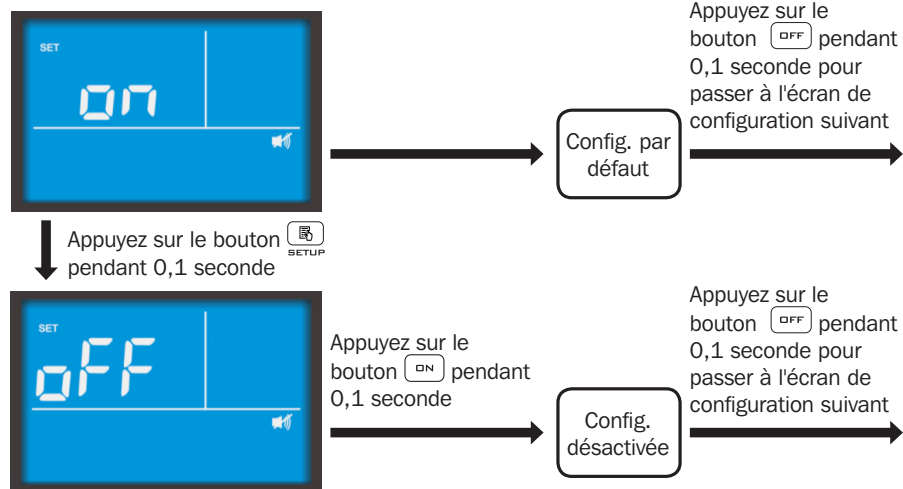 SET
on
Appuyez sur le
bouton OFF pendant
0,1 seconde pour
passer à l'écran de
configuration suivant
Config. par
défaut
Appuyez sur le bouton SETUP
pendant 0,1 seconde
SET
oFF
Appuyez sur le
bouton ON pendant
0,1 seconde
Config.
désactivée
Appuyez sur le
bouton OFF pendant
0,1 seconde pour
passer à l'écran de
configuration suivant